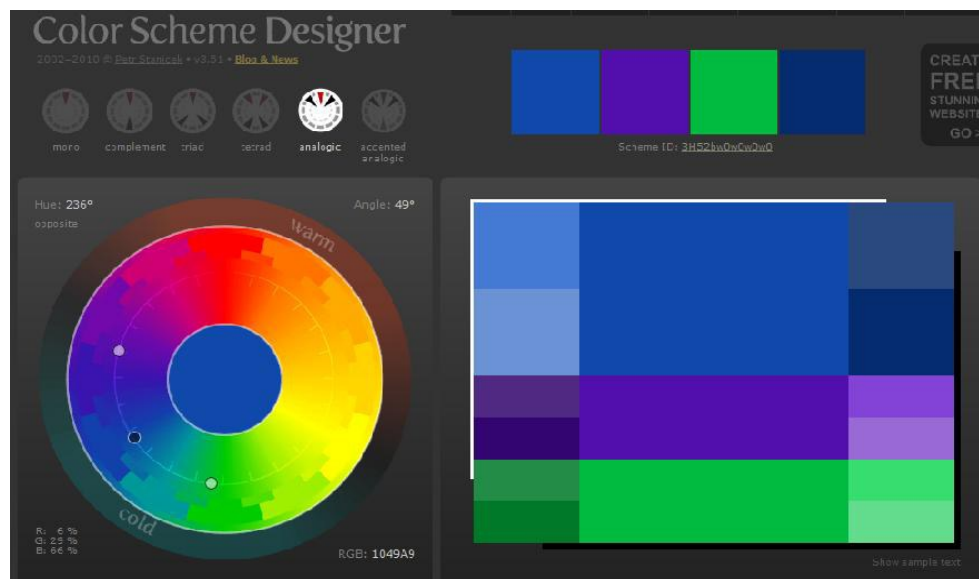 Color Scheme Designer
2002–2010 © Petr Stanicek • v3.51 • Blog & News
mono complement triad tetrad analogic accented analogic
Scheme ID: 3H52bw0w0w0w0
CREAT
FREE
STUNNIN
WEBSITE
GO
Hue: 236°
Angle: 49°
opposite
warm
cold
R: 6 %
G: 29 %
B: 66 %
RGB: 1049A9
Show sample text